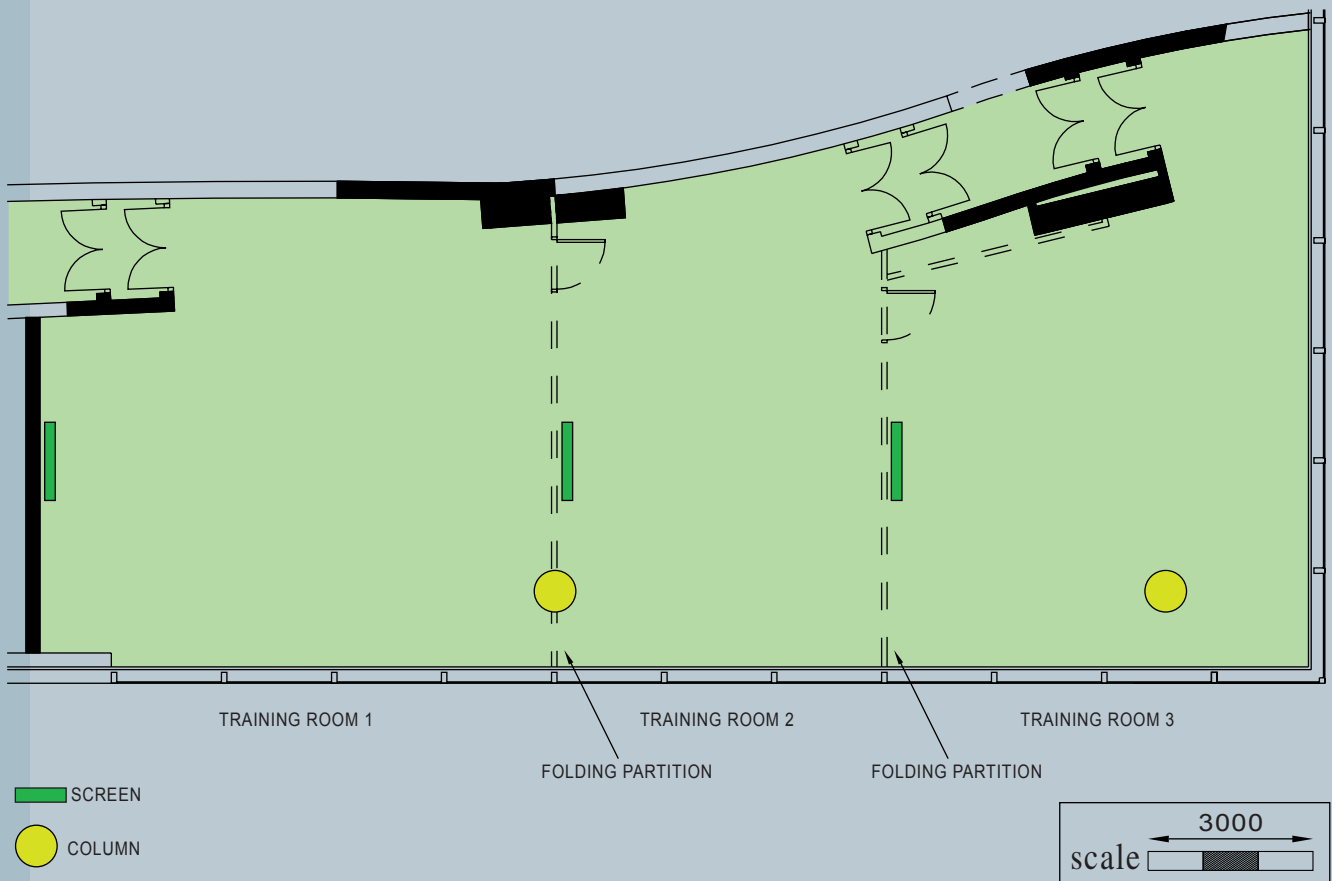 TRAINING ROOM 1
TRAINING ROOM 2
TRAINING ROOM 3
FOLDING PARTITION
FOLDING PARTITION
SCREEN
COLUMN
3000
scale